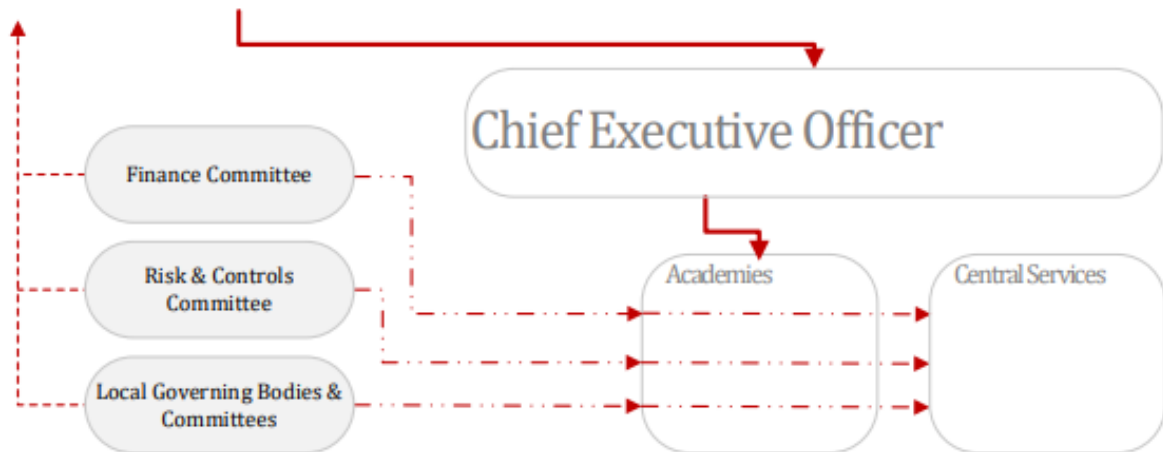 Chief Executive Officer
Finance Committee
Risk & Controls
Committee
Academies
Central Services
Local Governing Bodies &
Committees